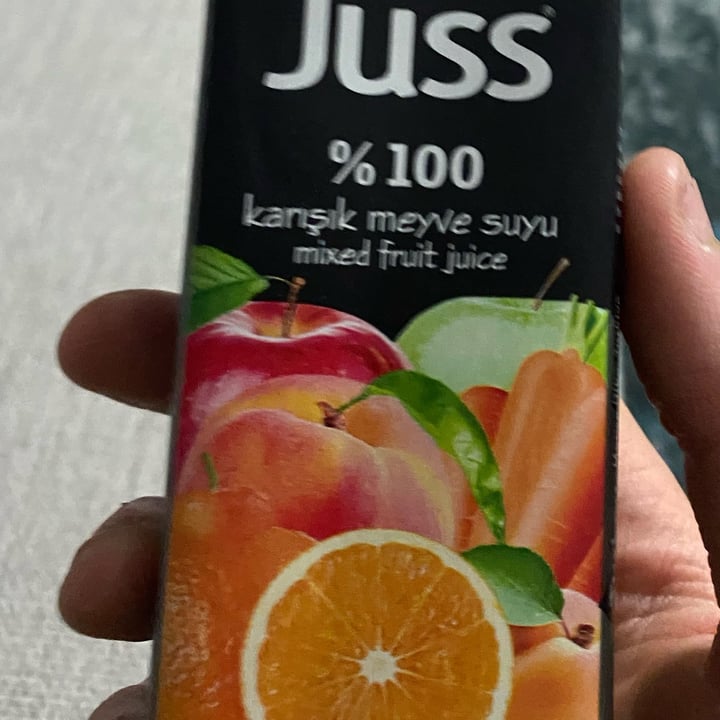 Juss
%100
karışık meyve suyu
mixed fruit juice